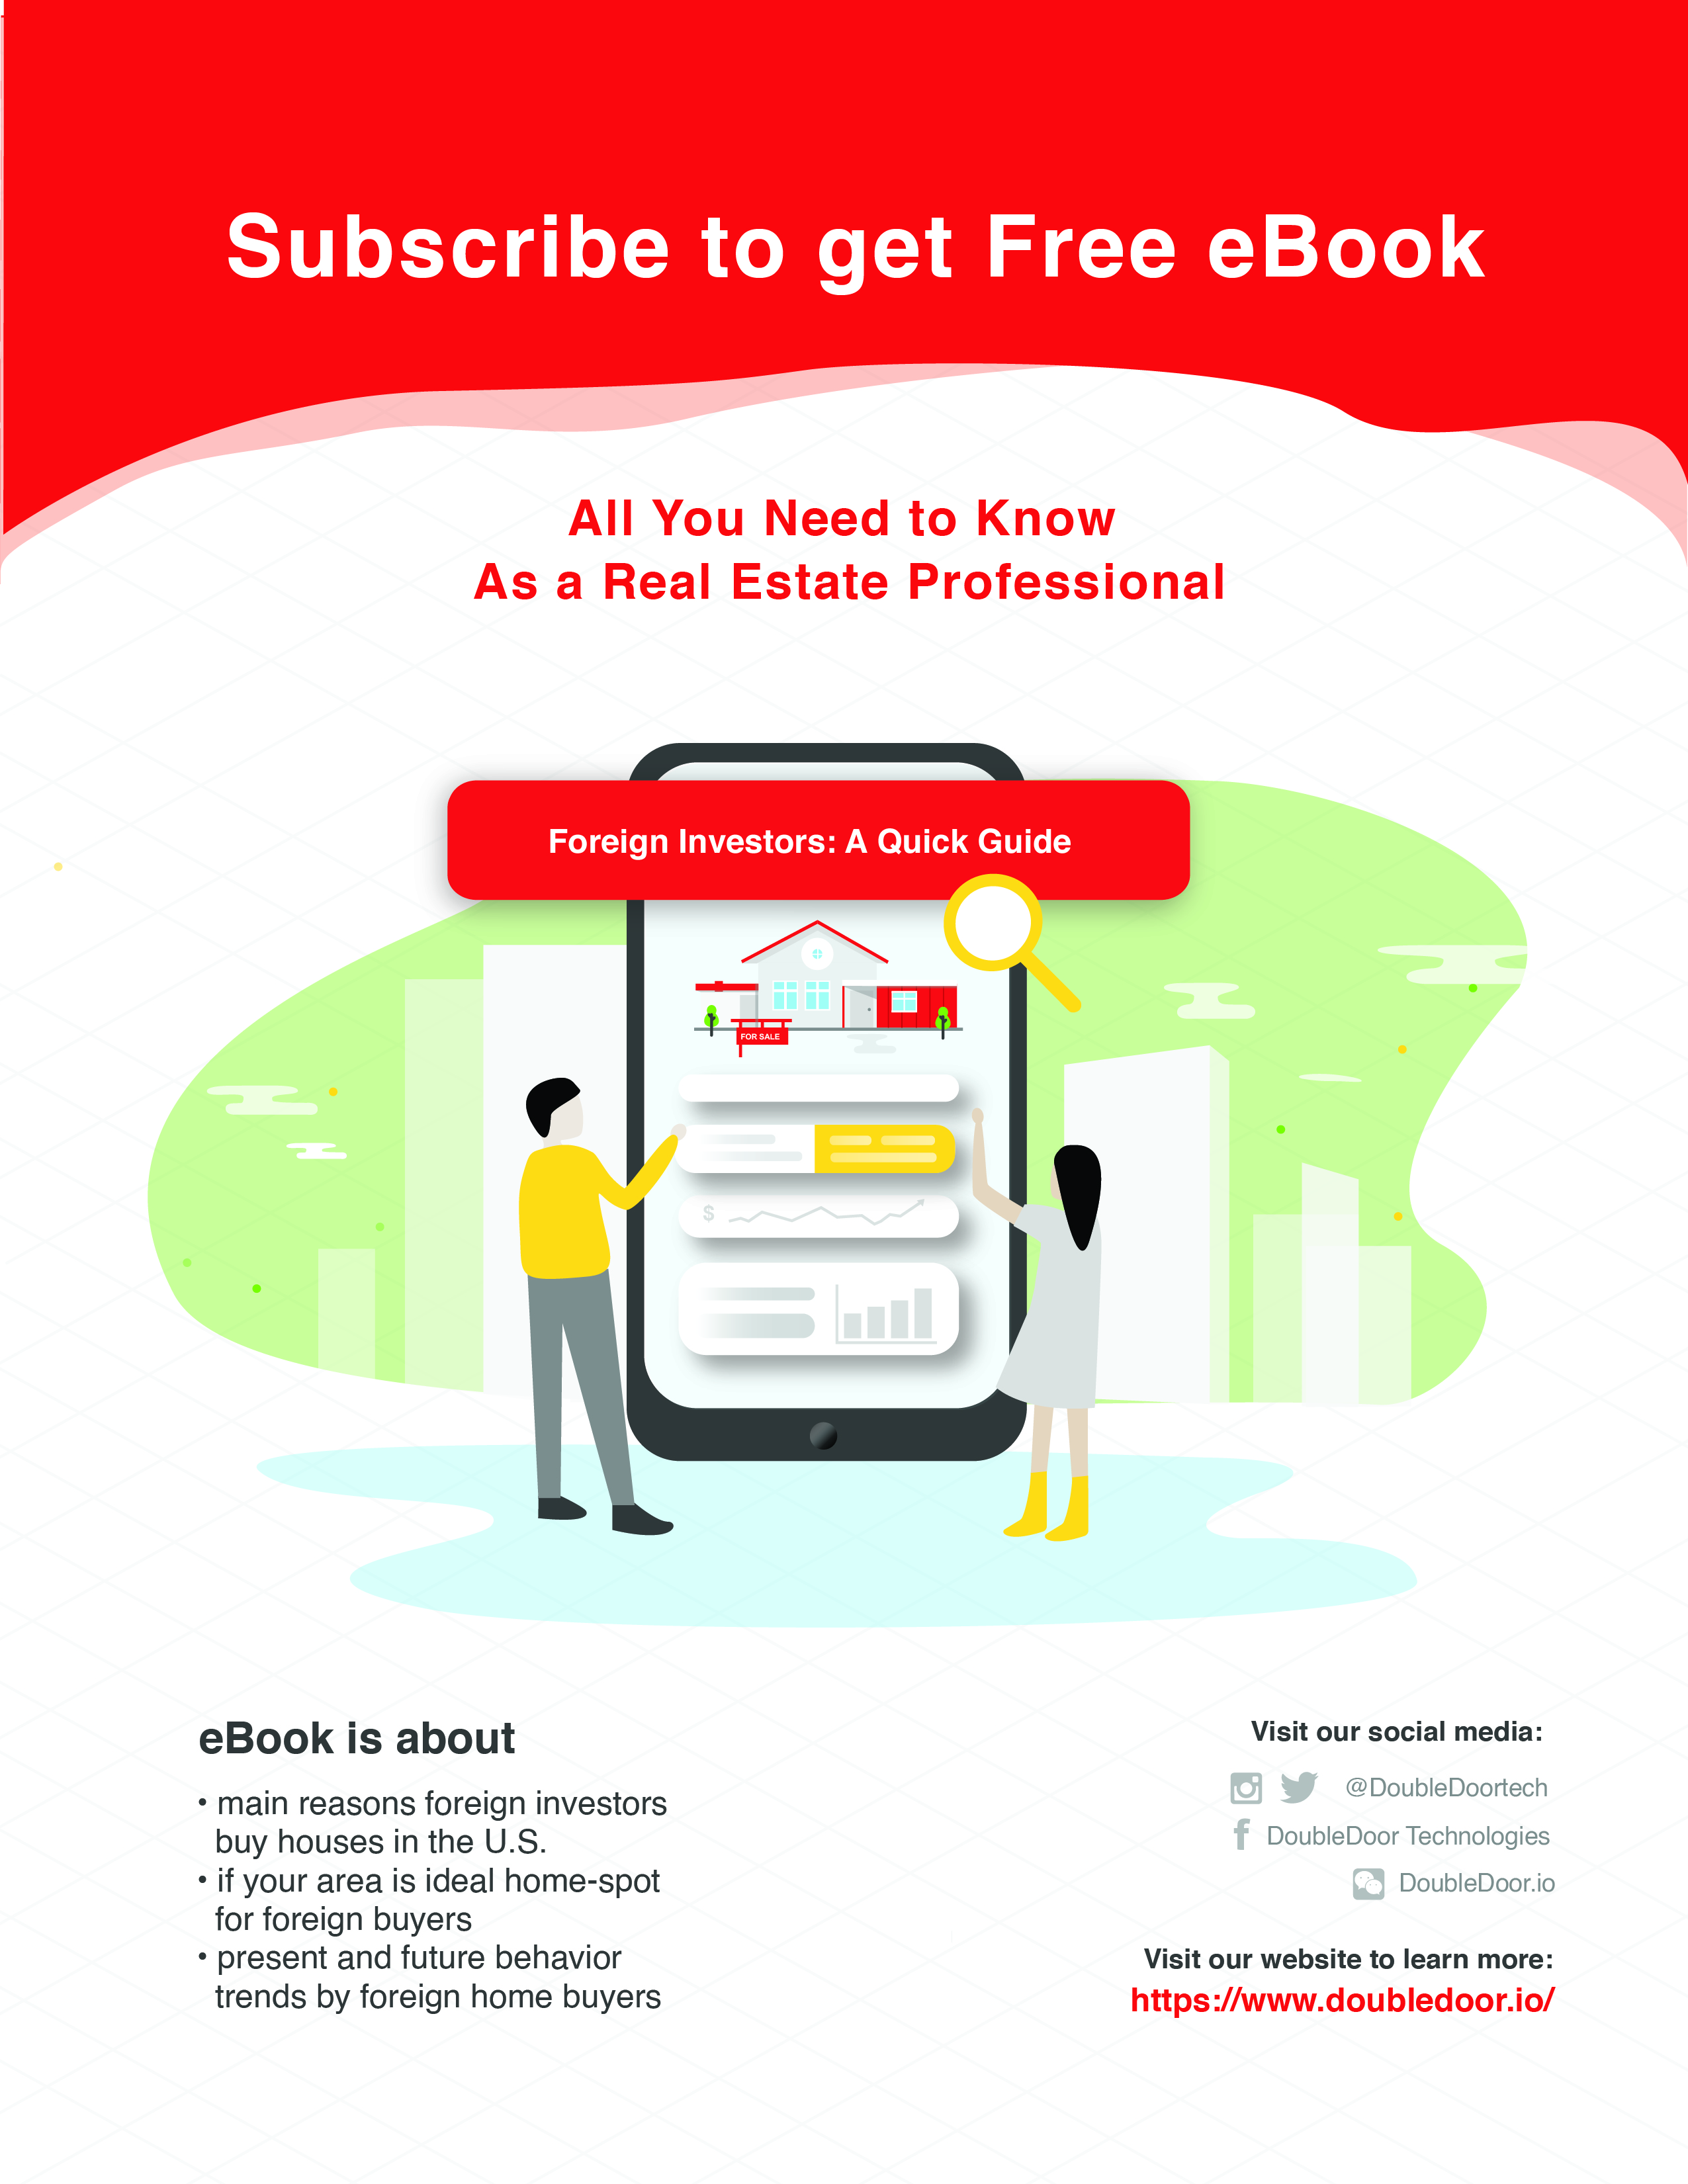 Subscribe to get Free eBook
All You Need to Know
As a Real Estate Professional
Foreign Investors: A Quick Guide
FOR SALE
$
eBook is about
• main reasons foreign investors
buy houses in the U.S.
• if your area is ideal home-spot
for foreign buyers
• present and future behavior
trends by foreign home buyers
Visit our social media:
@DoubleDoortech
DoubleDoor Technologies
DoubleDoor.io
Visit our website to learn more:
https://www.doubledoor.io/